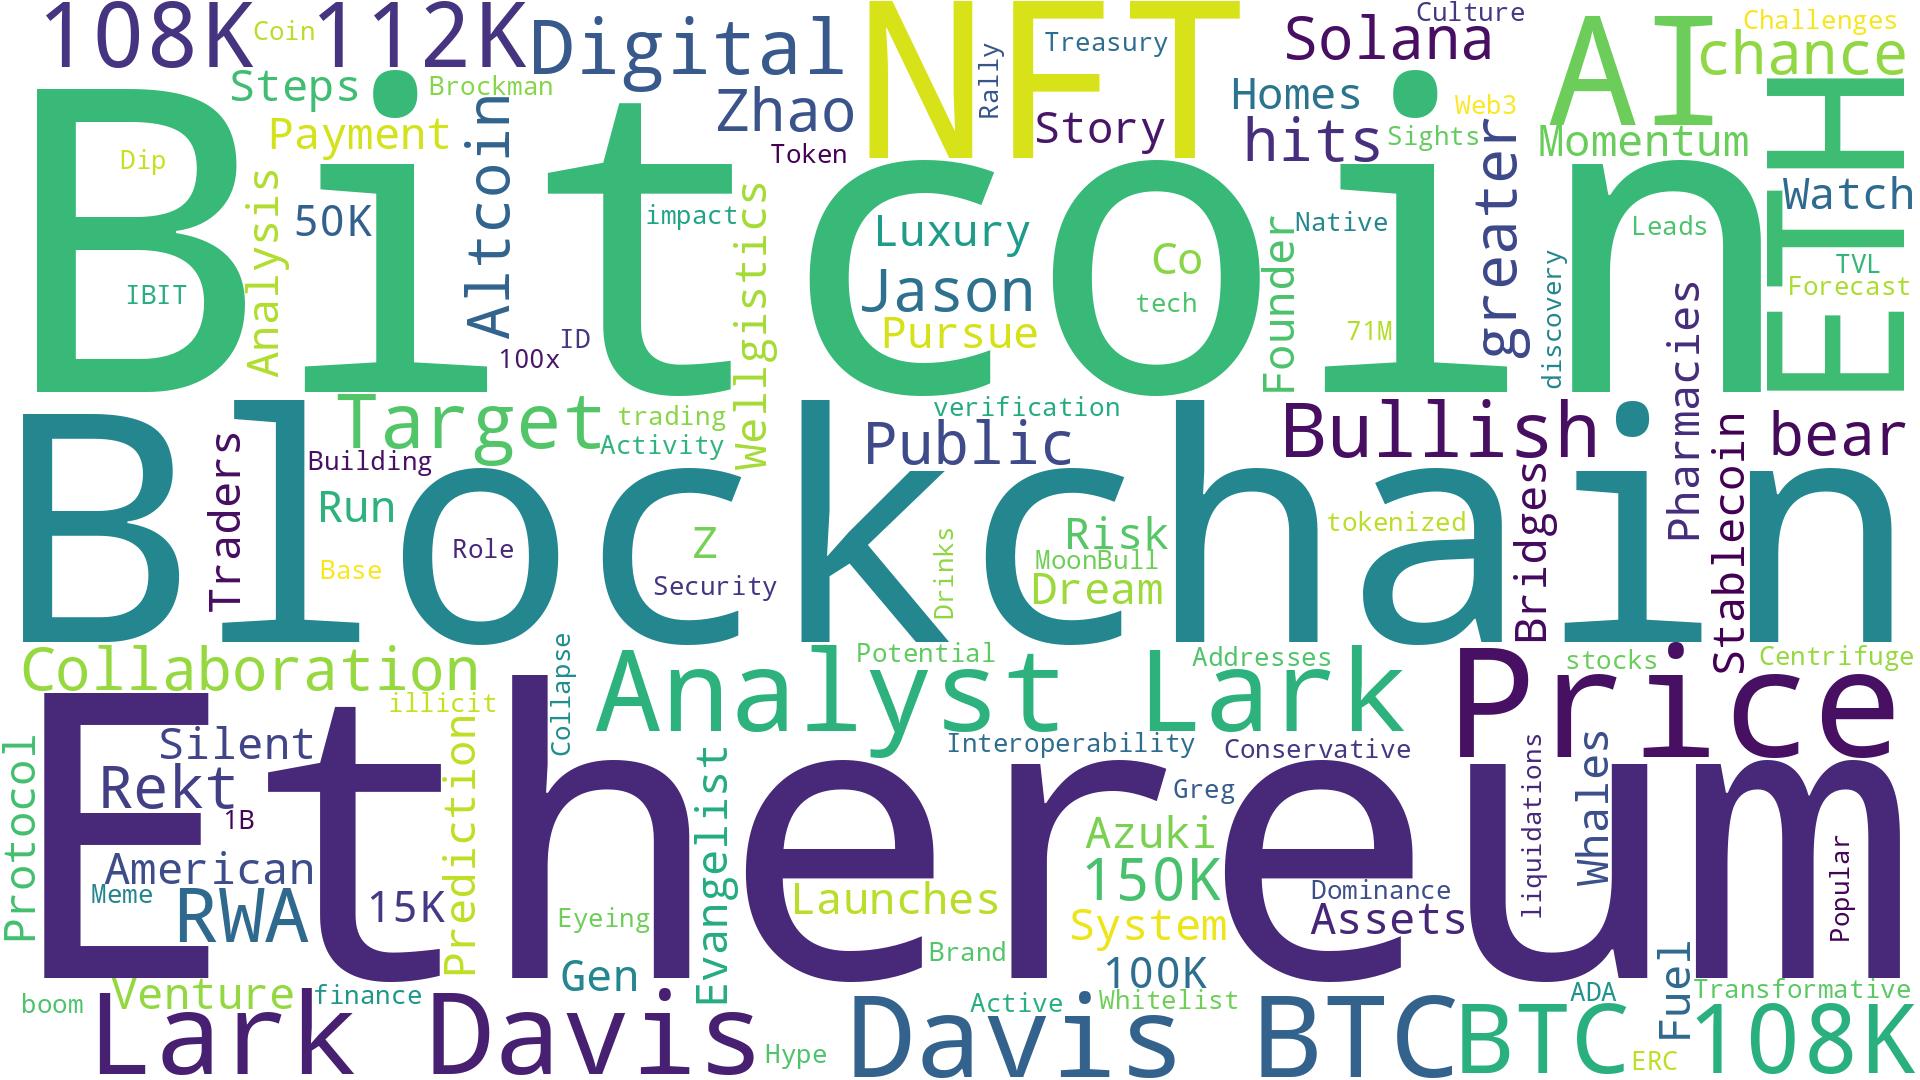 108K 112K
Coin
Digital
NFT
Rally
Treasury
Solana
Culture
AI
Challenges
chance
Steps
Brockman
Zhao
Story
Homes
Web3
hits
Sights
Momentum
ETH
Payment
Altcoin
Token
Bitcoin
Dip
Analysis
50K
impact
Wellgistics
Luxury
Co
Founder
Native
greater
discovery
Leads
Watch
TVL
Forecast
IBIT
ID
100x
Jason
Pursue
tech
71M
Pharmacies
Target
trading
Activity
verification
Public
Bullish
bear
Blockchain
Traders
Building
Run
Role
Base
Z
Security
Drinks
Risk
MoonBull
Dream
tokenized
Bridges
Stablecoin
Collaboration
illicit
Collapse
Analyst Lark
Potential
Addresses
Price
stocks
Centrifuge
Interoperability
Conservative
Ethereum
Protocol
Silent
Rekt
1B
American
Meme
RWA
15K
Prediction
Evangelist
Eyeing
Gen
Launches
Brand
Greg
Azuki
150K
System
100K
Dominance
Assets
liquidations
Whales
Popular
boom
Venture
finance
Lark Davis
Hype
Active
Whitelist
Davis BTC
ADA
Fuel
Transformative
BTC 108K
ERC